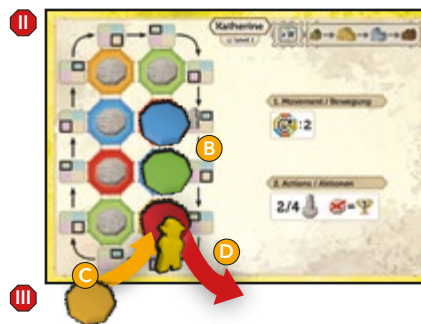 II
Katherine
Level 1
1. Movement / Bewegung
: 2
B
2. Actions / Aktionen
2/4
=
D
C
III